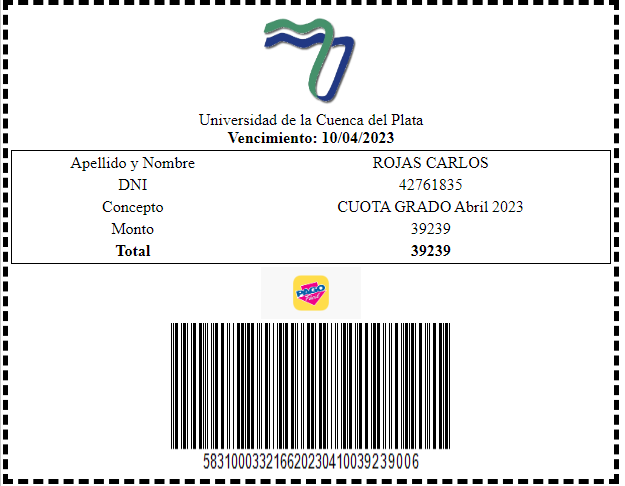 Universidad de la Cuenca del Plata
Vencimiento: 10/04/2023
Apellido y Nombre ROJAS CARLOS
DNI 42761835
Concepto CUOTA GRADO Abril 2023
Monto 39239
Total 39239
PAGO
fácil
583100033216620230410039239006